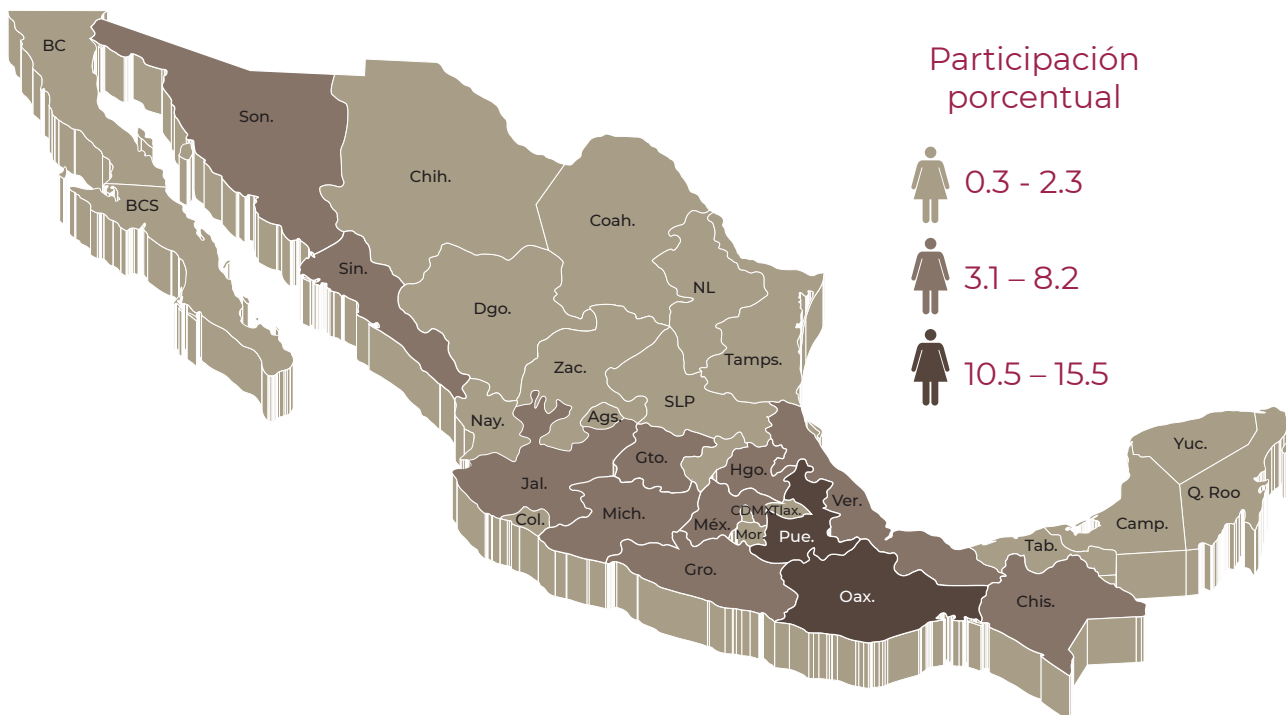 Participación
porcentual
0.3 - 2.3
3.1 – 8.2
10.5 – 15.5
BC
Son.
Chih.
BCS
Coah.
Sin.
NL
Dgo.
Tamps.
Zac.
SLP
Nay.
Ags.
Yuc.
Gto.
Hgo.
Jal.
Q. Roo
Ver.
Col.
Mich.
Méx.
CDMX
Tlax.
Camp.
Mor.
Pue.
Tab.
Gro.
Oax.
Chis.